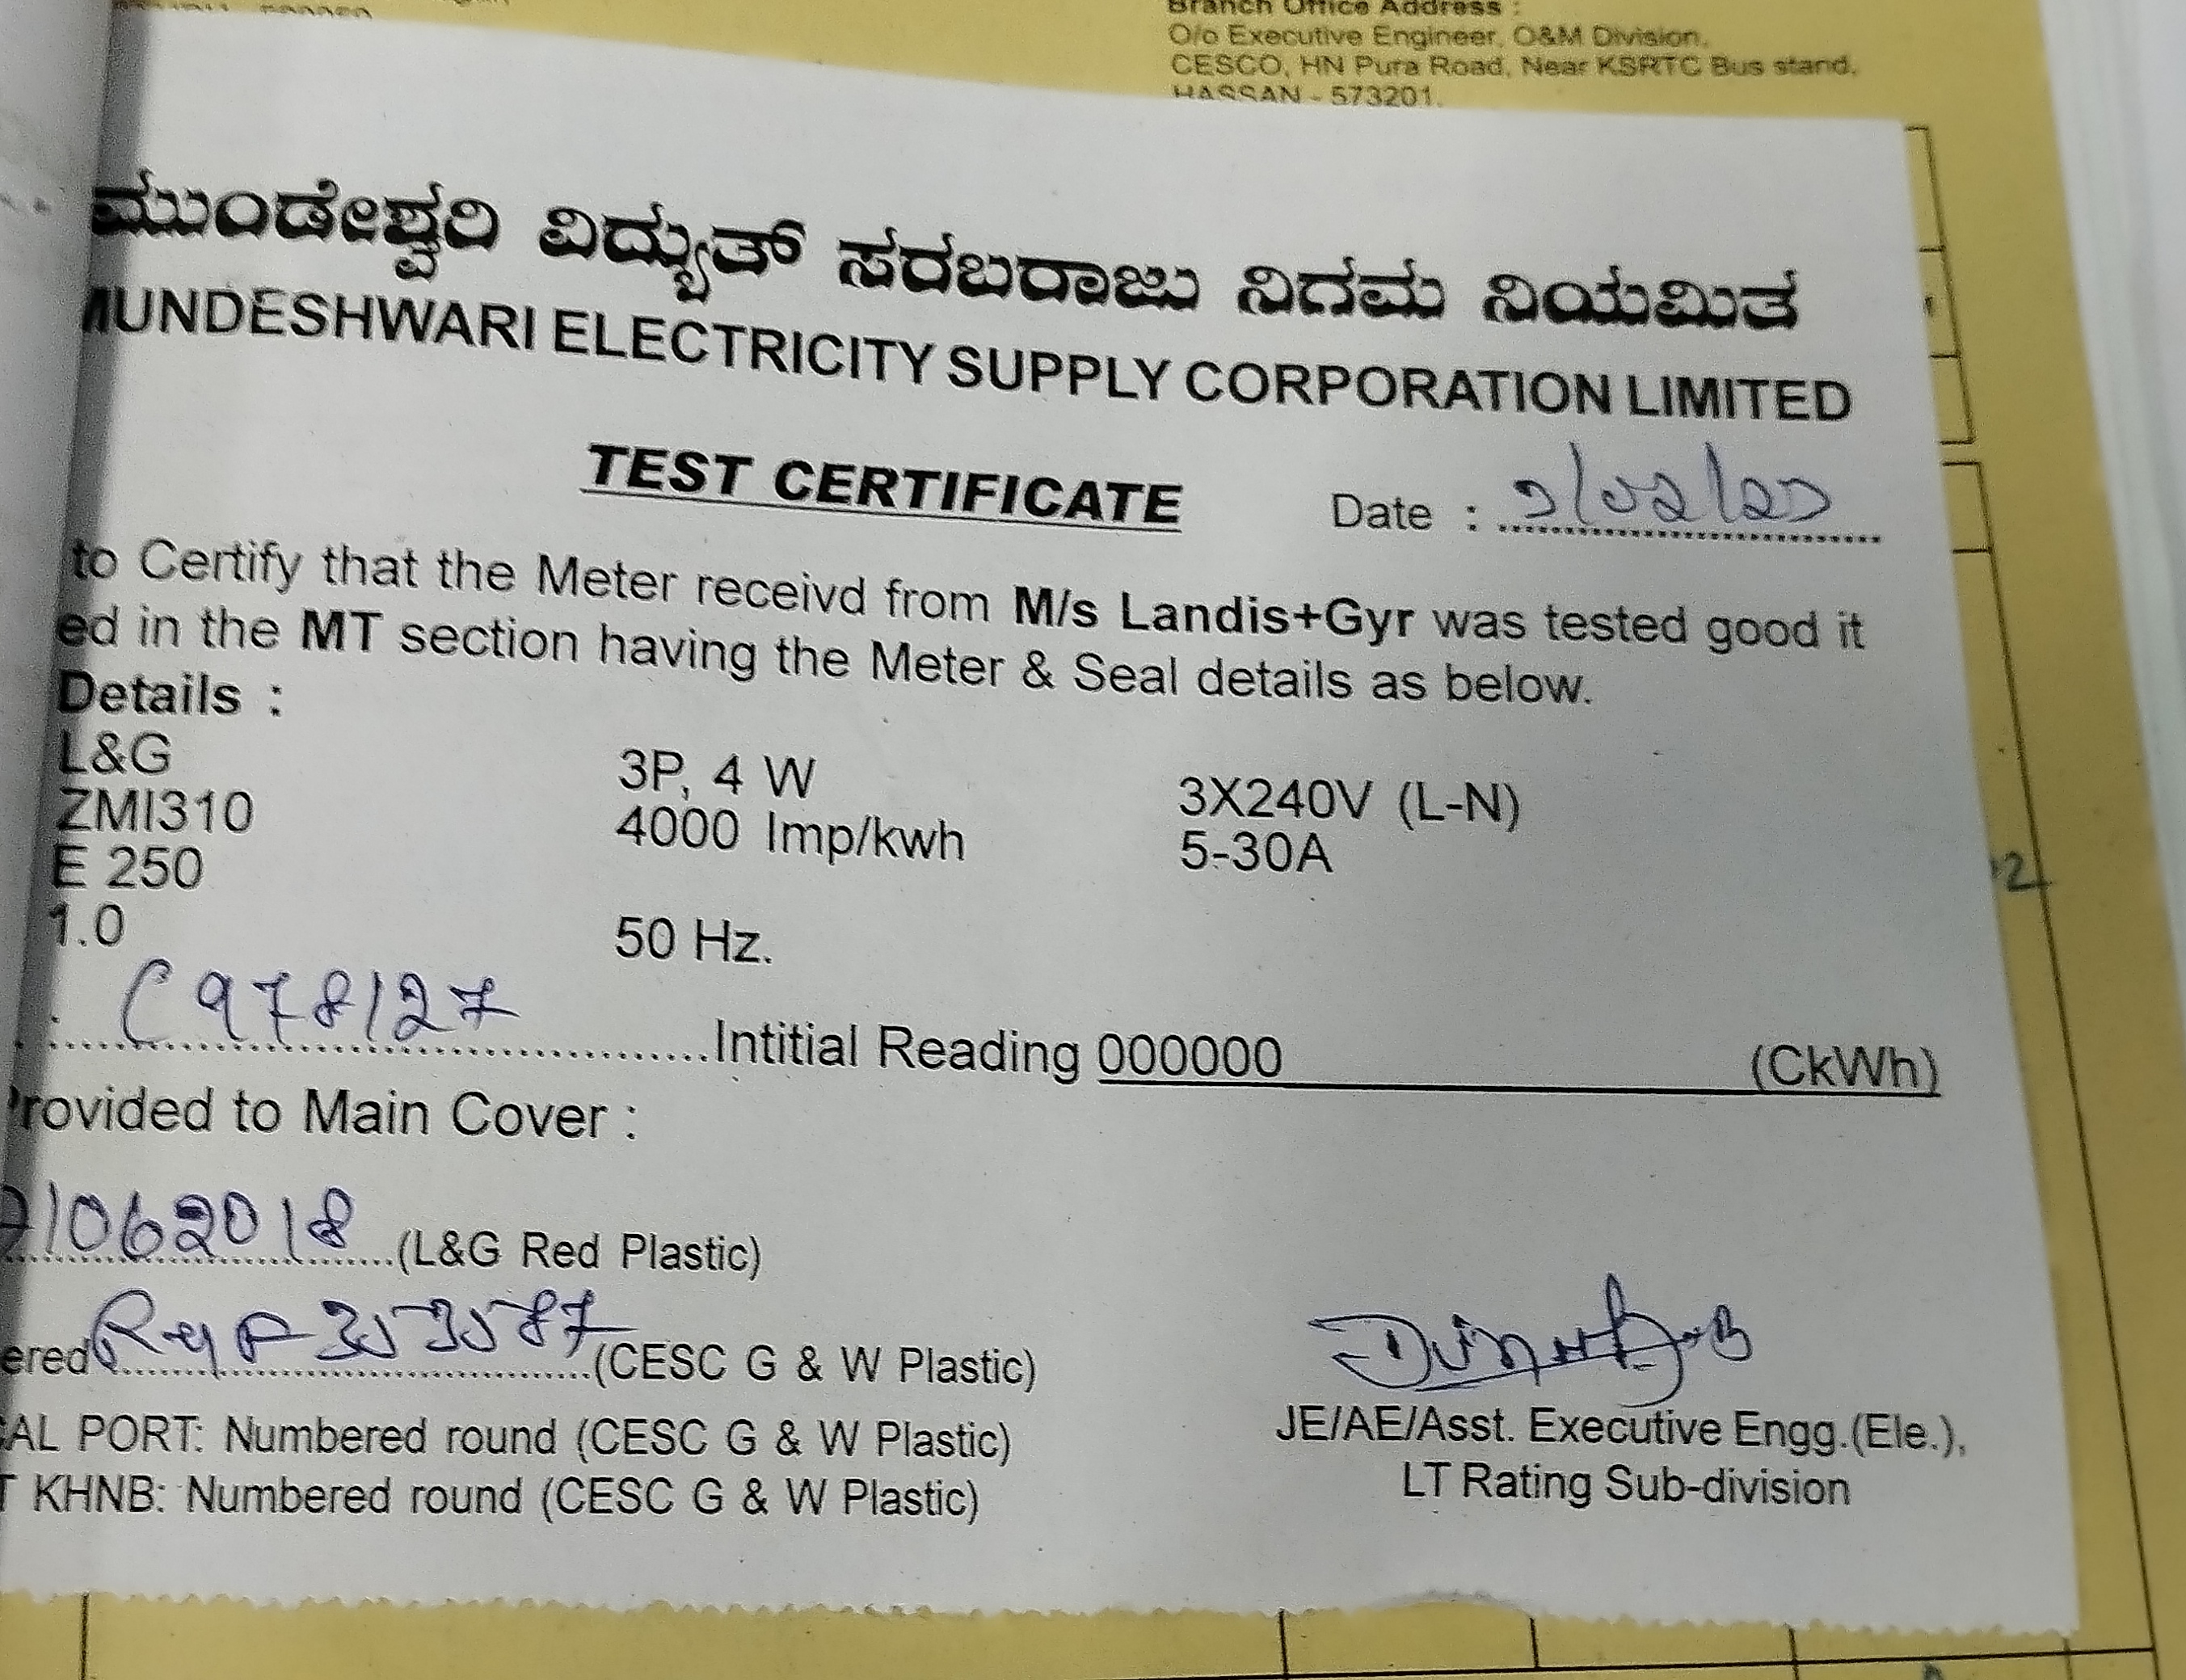 Branch Office Address :
O/o Executive Engineer, O&M Division,
CESCO, HN Pura Road, Near KSRTC Bus stand,
HASSAN - 573201.
ಮುಂಡೇಶ್ವರಿ ವಿದ್ಯುತ್ ಸರಬರಾಜು ನಿಗಮ ನಿಯಮಿತ
MUNDESHWARI ELECTRICITY SUPPLY CORPORATION LIMITED
TEST CERTIFICATE
Date :
to Certify that the Meter receivd from M/s Landis+Gyr was tested good it
ed in the MT section having the Meter & Seal details as below.
Details :
L&G 3P, 4 W 3X240V (L-N)
ZMI310 4000 Imp/kwh 5-30A
E 250
1.0 50 Hz.
C978127 Intitial Reading 000000 (CkWh)
rovided to Main Cover :
1062018 (L&G Red Plastic)
ered (CESC G & W Plastic)
AL PORT: Numbered round (CESC G & W Plastic)
T KHNB: Numbered round (CESC G & W Plastic)
JE/AE/Asst. Executive Engg.(Ele.),
LT Rating Sub-division